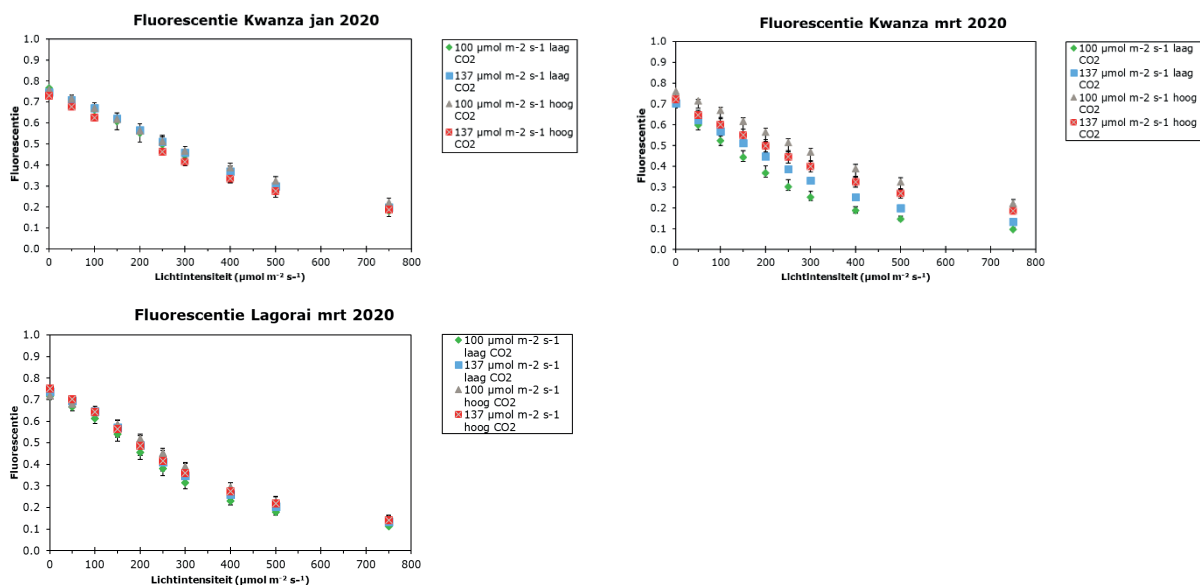 Fluorescentie Kwanza jan 2020
Fluorescentie
1.0
0.9
0.8
0.7
0.6
0.5
0.4
0.3
0.2
0.1
0.0
0 100 200 300 400 500 600 700 800
Lichtintensiteit (µmol m⁻² s⁻¹)
100 µmol m-2 s-1 laag
CO2
137 µmol m-2 s-1 laag
CO2
100 µmol m-2 s-1 hoog
CO2
137 µmol m-2 s-1 hoog
CO2
Fluorescentie Kwanza mrt 2020
Fluorescentie
1.0
0.9
0.8
0.7
0.6
0.5
0.4
0.3
0.2
0.1
0.0
0 100 200 300 400 500 600 700 800
Lichtintensiteit (µmol m⁻² s⁻¹)
100 µmol m-2 s-1 laag
CO2
137 µmol m-2 s-1 laag
CO2
100 µmol m-2 s-1 hoog
CO2
137 µmol m-2 s-1 hoog
CO2
Fluorescentie Lagorai mrt 2020
Fluorescentie
1.0
0.9
0.8
0.7
0.6
0.5
0.4
0.3
0.2
0.1
0.0
0 100 200 300 400 500 600 700 800
Lichtintensiteit (µmol m⁻² s⁻¹)
100 µmol m-2 s-1
laag CO2
137 µmol m-2 s-1
laag CO2
100 µmol m-2 s-1
hoog CO2
137 µmol m-2 s-1
hoog CO2